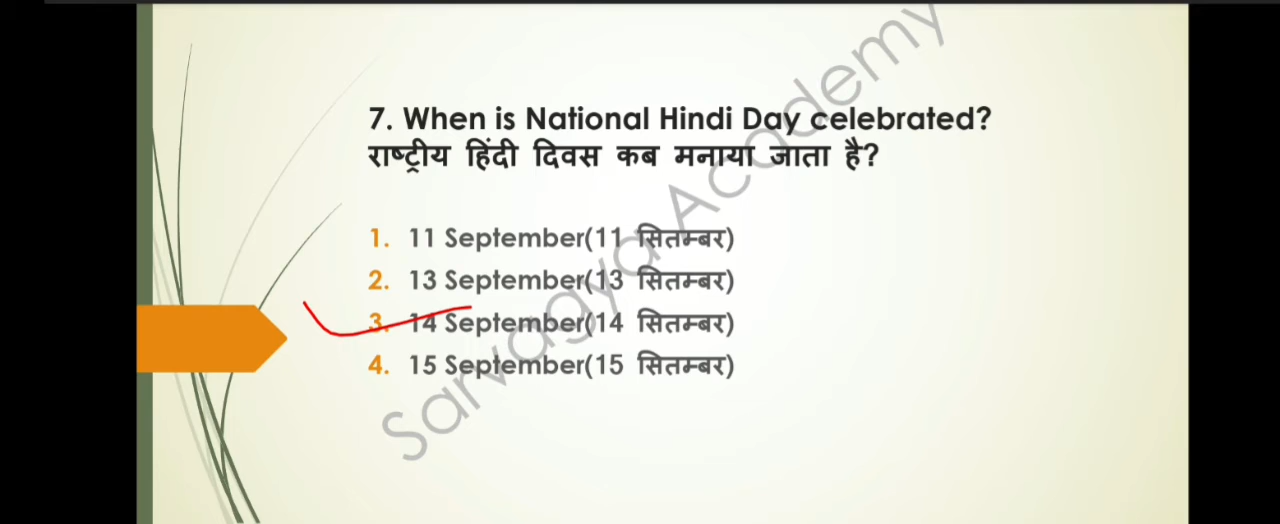 7. When is National Hindi Day celebrated?
राष्ट्रीय हिंदी दिवस कब मनाया जाता है?
1. 11 September(11 सितम्बर)
2. 13 September(13 सितम्बर)
3. 14 September(14 सितम्बर)
4. 15 September(15 सितम्बर)
Sarvagya Academy